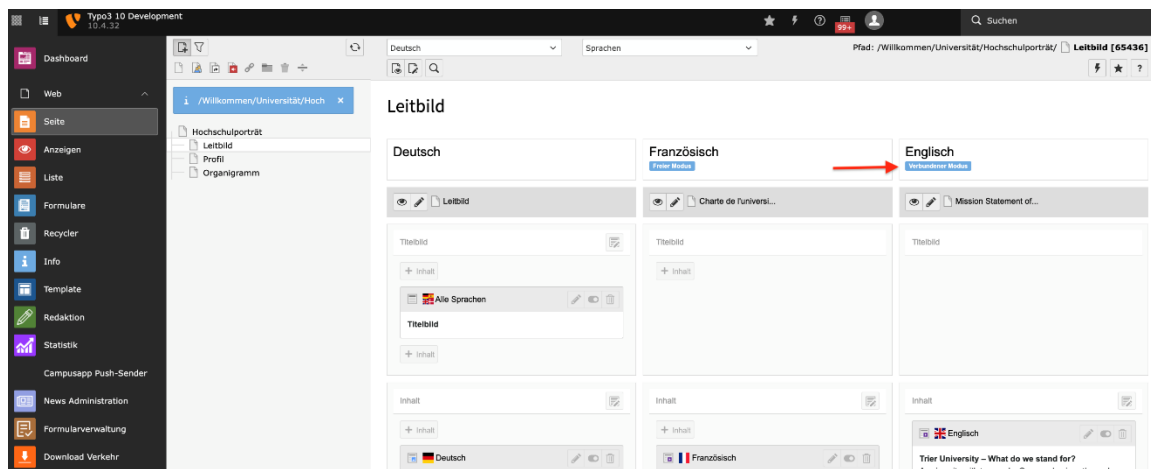 Typo3 10 Development
10.4.32
99+
Suchen
Dashboard
Web
Seite
Anzeigen
Liste
Formulare
Recycler
Info
Template
Redaktion
Statistik
Campusapp Push-Sender
News Administration
Formularverwaltung
Download Verkehr
/Willkommen/Universität/Hoch
Hochschulporträt
Leitbild
Profil
Organigramm
Deutsch
Sprachen
Pfad: /Willkommen/Universität/Hochschulporträt/ Leitbild [65436]
Leitbild
Deutsch
Französisch
Freier Modus
Englisch
Verbundener Modus
Leitbild
Charte de l'universi...
Mission Statement of...
Titelbild
Titelbild
Titelbild
+ Inhalt
+ Inhalt
Alle Sprachen
Titelbild
+ Inhalt
Inhalt
Inhalt
Inhalt
+ Inhalt
+ Inhalt
Englisch
Deutsch
Französisch
Trier University – What do we stand for?